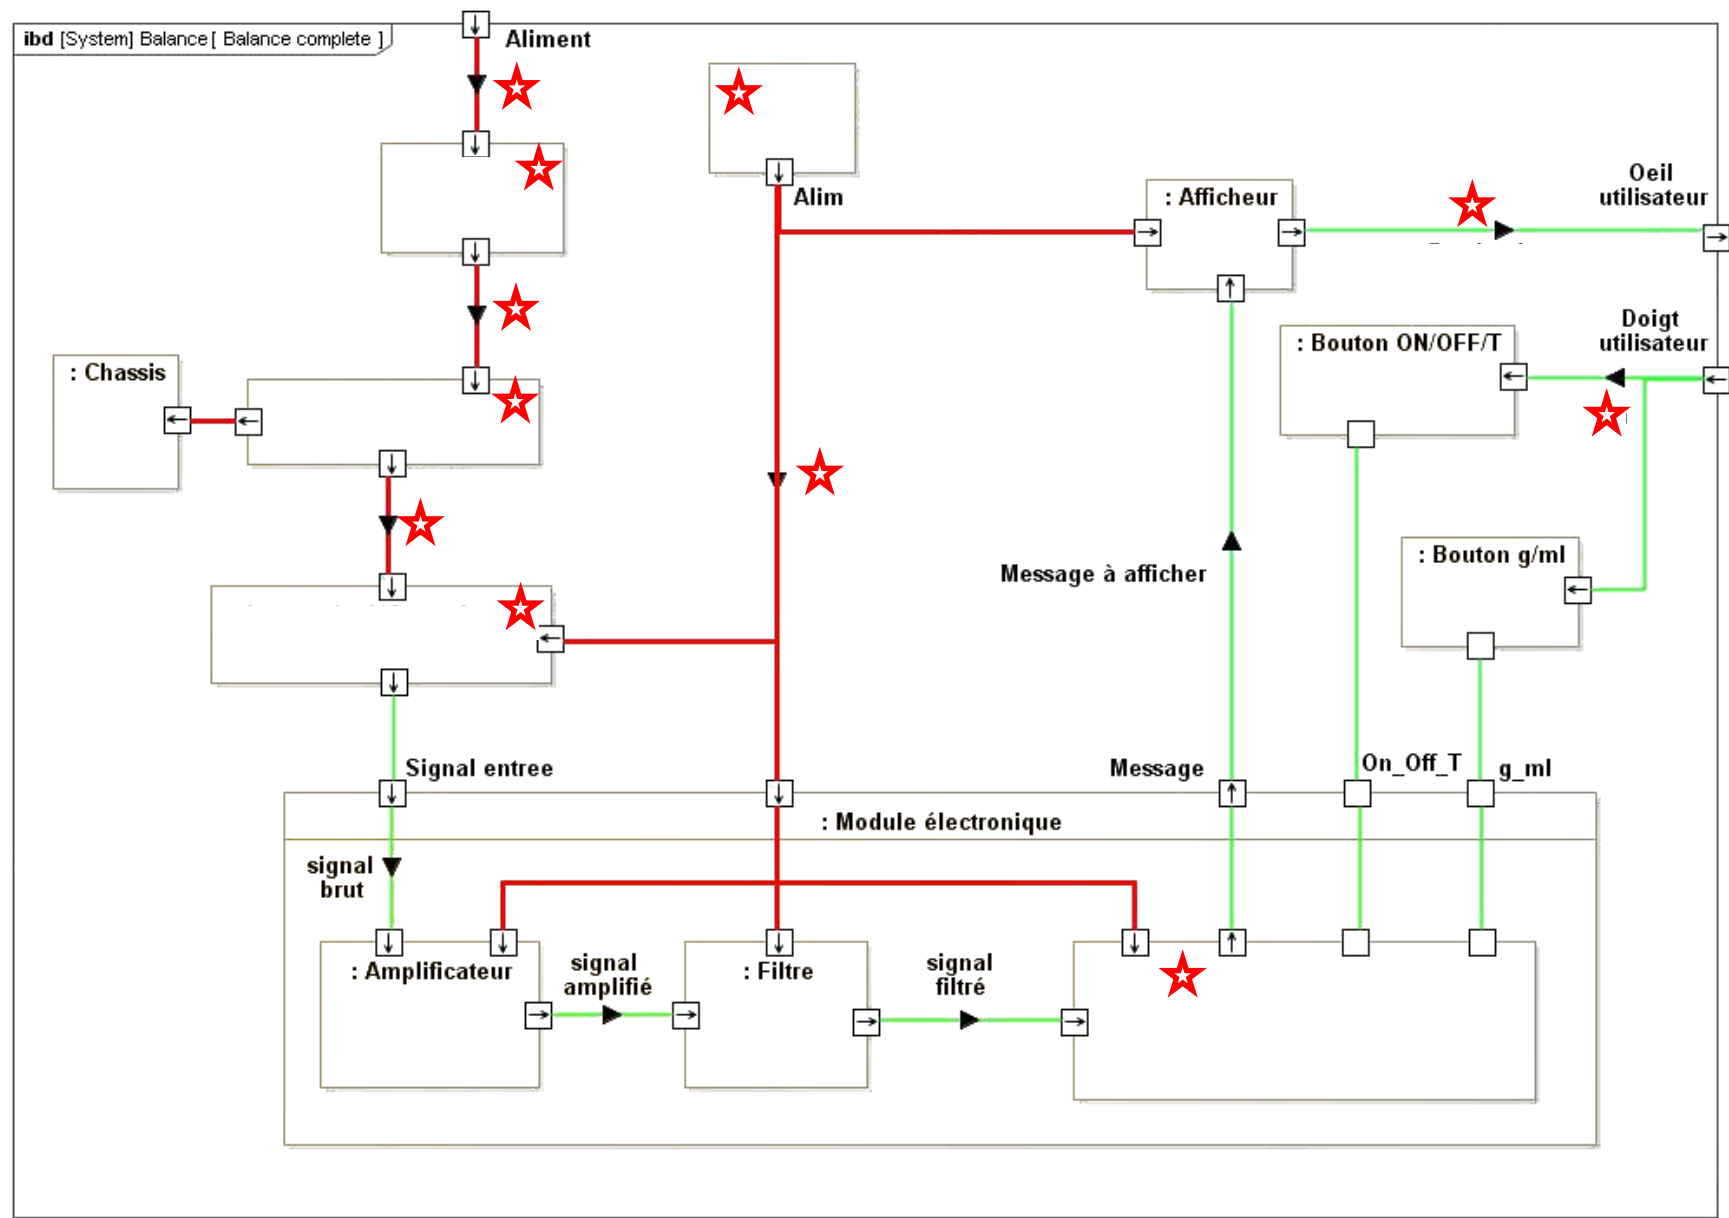 ibd [System] Balance [ Balance complete ]
Aliment
Alim
: Afficheur
Oeil
utilisateur
: Bouton ON/OFF/T
Doigt
utilisateur
: Chassis
: Bouton g/ml
Message à afficher
Signal entree
Message
On_Off_T
g_ml
: Module électronique
signal
brut
: Amplificateur
signal
amplifié
: Filtre
signal
filtré